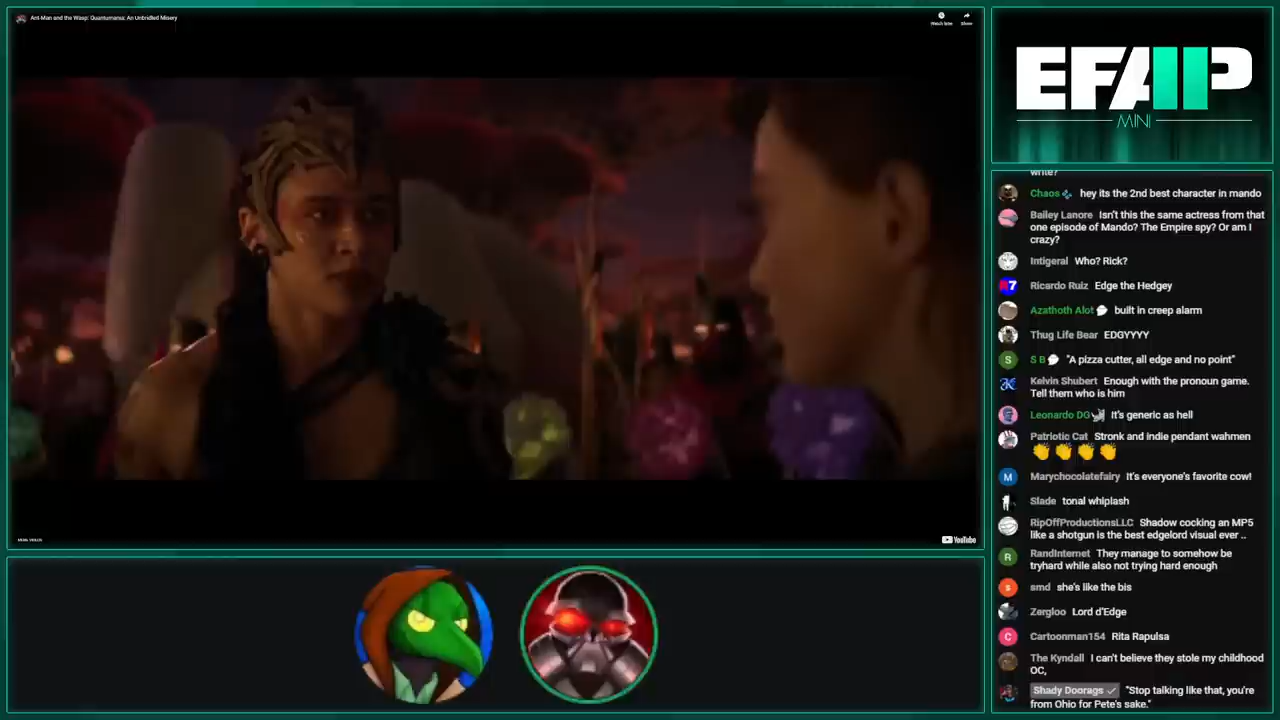 Ant-Man and the Wasp: Quantumania: An Unbridled Misery
Watch later
Share
MORE VIDEOS
YouTube
EFAP
MINI
write?
Chaos hey its the 2nd best character in mando
Bailey Lanore Isn't this the same actress from that
one episode of Mando? The Empire spy? Or am I
crazy?
Intigeral Who? Rick?
7
Ricardo Ruiz Edge the Hedgey
Azathoth Alot built in creep alarm
Thug Life Bear EDGYYYY
S
S B "A pizza cutter, all edge and no point"
Kelvin Shubert Enough with the pronoun game.
Tell them who is him
Leonardo DG It's generic as hell
Patriotic Cat Stronk and indie pendant wahmen
M
Marychocolatefairy It's everyone's favorite cow!
Slade tonal whiplash
RipOffProductionsLLC Shadow cocking an MP5
like a shotgun is the best edgelord visual ever ..
R
RandInternet They manage to somehow be
tryhard while also not trying hard enough
s
smd she's like the bis
Zergloo Lord d'Edge
C
Cartoonman154 Rita Rapulsa
The Kyndall I can't believe they stole my childhood
OC,
Shady Doorags "Stop talking like that, you're
from Ohio for Pete's sake."